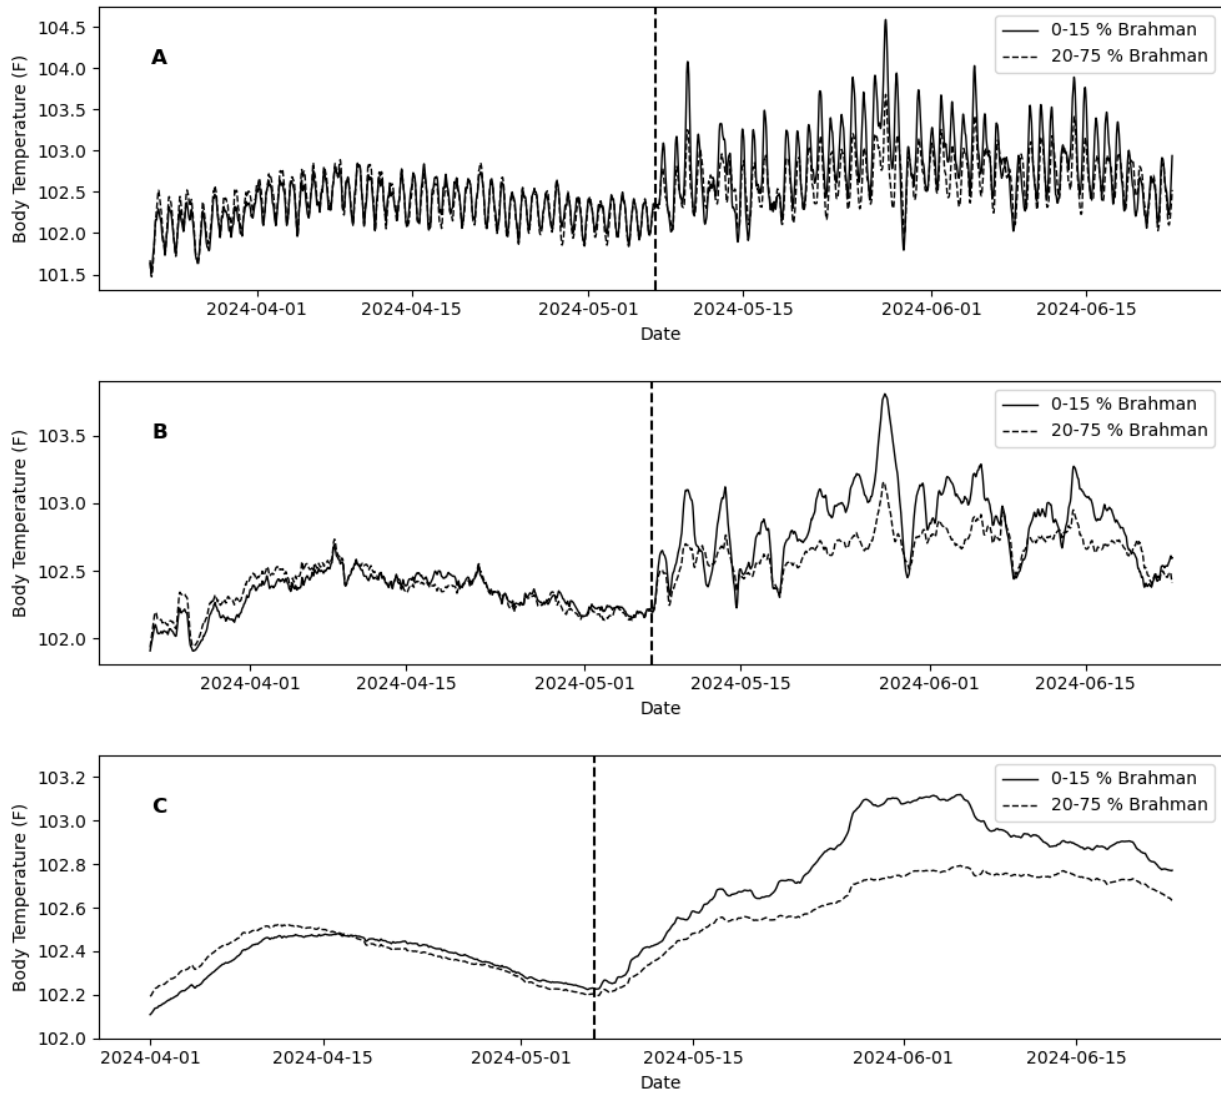 A
Body Temperature (F)
104.5
104.0
103.5
103.0
102.5
102.0
101.5
0-15 % Brahman
20-75 % Brahman
2024-04-01 2024-04-15 2024-05-01 2024-05-15 2024-06-01 2024-06-15
Date
B
Body Temperature (F)
103.5
103.0
102.5
102.0
0-15 % Brahman
20-75 % Brahman
2024-04-01 2024-04-15 2024-05-01 2024-05-15 2024-06-01 2024-06-15
Date
C
Body Temperature (F)
103.2
103.0
102.8
102.6
102.4
102.2
102.0
0-15 % Brahman
20-75 % Brahman
2024-04-01 2024-04-15 2024-05-01 2024-05-15 2024-06-01 2024-06-15
Date